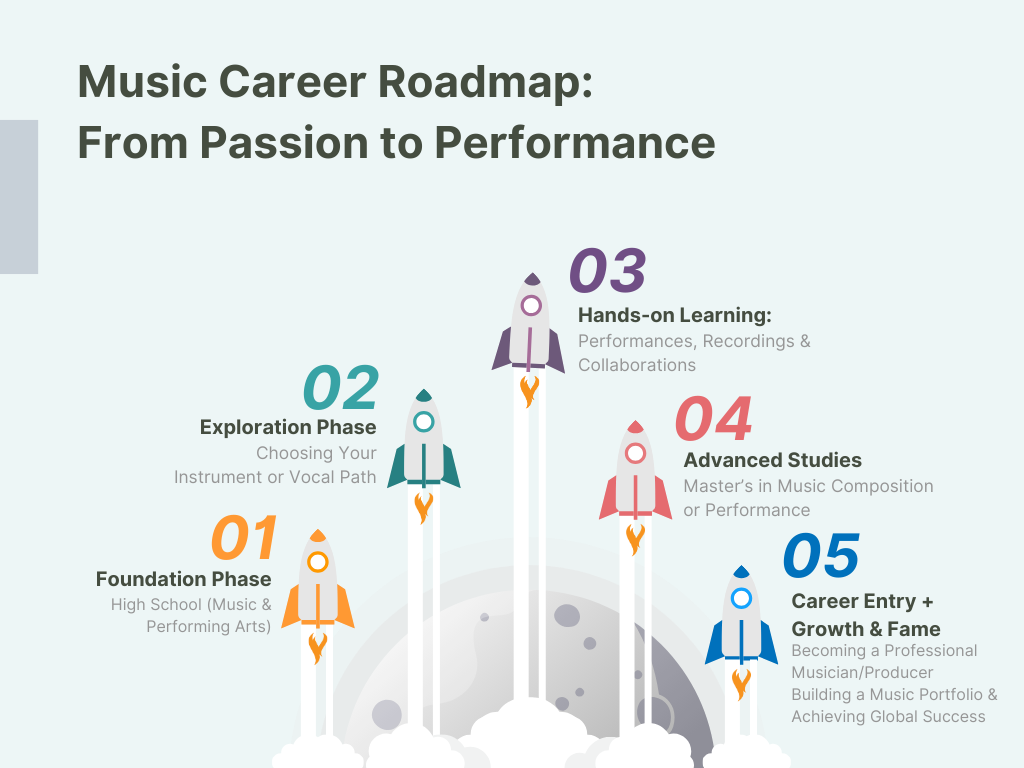 Music Career Roadmap:
From Passion to Performance
01
Foundation Phase
High School (Music &
Performing Arts)
02
Exploration Phase
Choosing Your
Instrument or Vocal Path
03
Hands-on Learning:
Performances, Recordings &
Collaborations
04
Advanced Studies
Master's in Music Composition
or Performance
05
Career Entry +
Growth & Fame
Becoming a Professional
Musician/Producer
Building a Music Portfolio &
Achieving Global Success